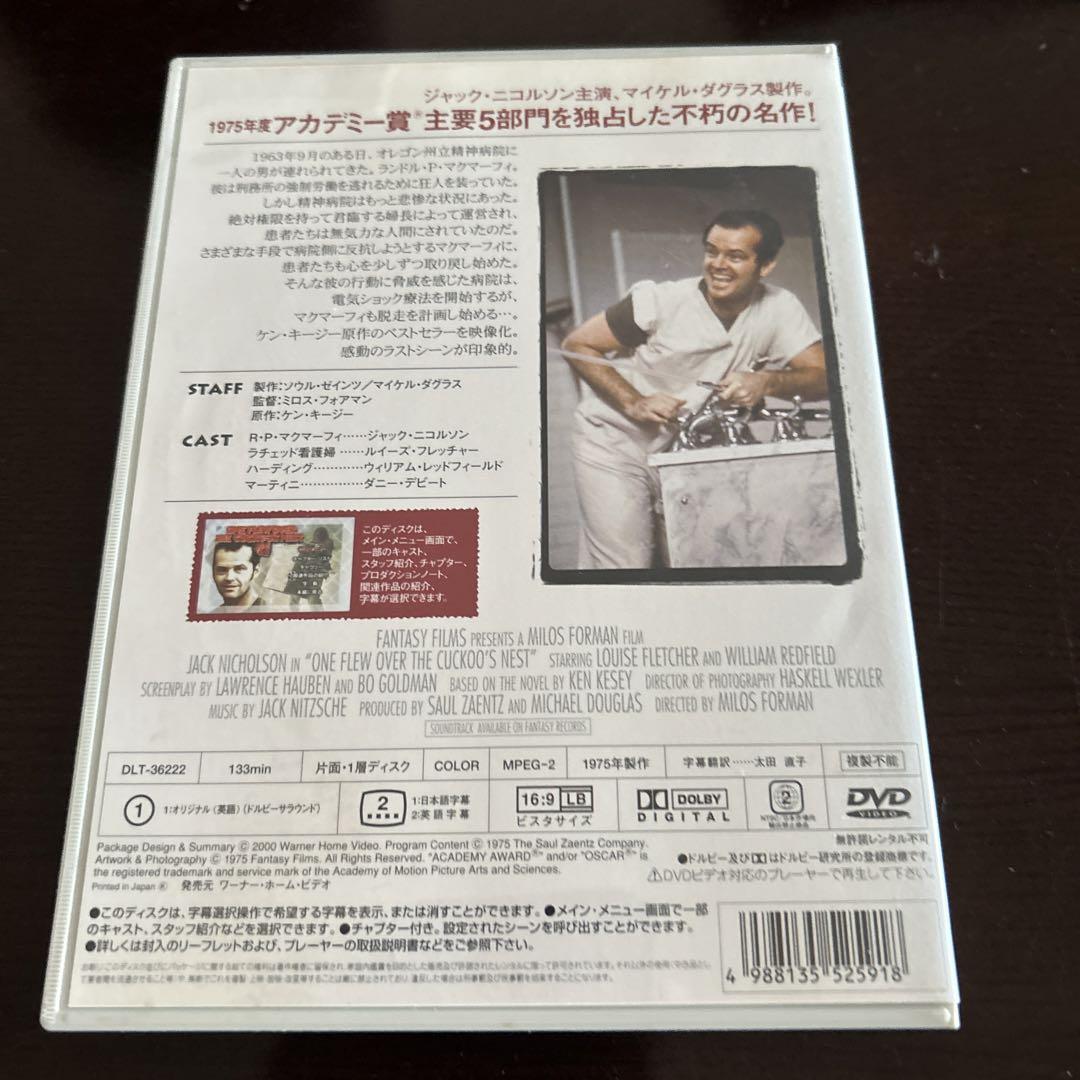 ジャック・ニコルソン主演、マイケル・ダグラス製作。
1975年度アカデミー賞®主要5部門を独占した不朽の名作!
1963年9月のある日、オレゴン州立精神病院に
一人の男が連れられてきた。ランドル・P・マクマーフィ。
彼は刑務所の強制労働を逃れるために狂人を装っていた。
しかし精神病院はもっと悲惨な状況にあった。
絶対権限を持って君臨する婦長によって運営され、
患者たちは無気力な人間にされていたのだ。
さまざまな手段で病院側に反抗しようとするマクマーフィに、
患者たちも心を少しずつ取り戻し始めた。
そんな彼の行動に脅威を感じた病院は、
電気ショック療法を開始するが、
マクマーフィも脱走を計画し始める…。
ケン・キージー原作のベストセラーを映像化。
感動のラストシーンが印象的。
STAFF 製作:ソウル・ゼインツ/マイケル・ダグラス
監督:ミロス・フォアマン
原作:ケン・キージー
CAST R・P・マクマーフィ……ジャック・ニコルソン
ラチェッド看護婦……ルイーズ・フレッチャー
ハーディング…………ウィリアム・レッドフィールド
マーティニ……………ダニー・デビート
このディスクは、
メイン・メニュー画面で、
一部のキャスト、
スタッフ紹介、チャプター、
プロダクションノート、
関連作品の紹介、
字幕が選択できます。
FANTASY FILMS PRESENTS A MILOS FORMAN FILM
JACK NICHOLSON IN "ONE FLEW OVER THE CUCKOO'S NEST" STARRING LOUISE FLETCHER AND WILLIAM REDFIELD
SCREENPLAY BY LAWRENCE HAUBEN AND BO GOLDMAN BASED ON THE NOVEL BY KEN KESEY DIRECTOR OF PHOTOGRAPHY HASKELL WEXLER
MUSIC BY JACK NITZSCHE PRODUCED BY SAUL ZAENTZ AND MICHAEL DOUGLAS DIRECTED BY MILOS FORMAN
SOUNDTRACK AVAILABLE ON FANTASY RECORDS
DLT-36222 133min 片面・1層ディスク COLOR MPEG-2 1975年製作 字幕翻訳……太田 直子 複製不能
1 1:オリジナル(英語)(ドルビーサラウンド) 2 1:日本語字幕
2:英語字幕
16:9 LB
ビスタサイズ
DOLBY
DIGITAL
2
DVD
VIDEO
無許諾レンタル不可
Package Design & Summary © 2000 Warner Home Video. Program Content © 1975 The Saul Zaentz Company.
Artwork & Photography © 1975 Fantasy Films. All Rights Reserved. "ACADEMY AWARD®" and/or "OSCAR®" is
the registered trademark and service mark of the Academy of Motion Picture Arts and Sciences.
Printed in Japan Ⓚ 発売元 ワーナー・ホーム・ビデオ
●ドルビー及びはドルビー研究所の登録商標です。
⚠DVDビデオ対応のプレーヤーで再生して下さい。
●このディスクは、字幕選択操作で希望する字幕を表示、または消すことができます。●メイン・メニュー画面で一部
のキャスト、スタッフ紹介などを選択できます。●チャプター付き。設定されたシーンを呼び出すことができます。
●詳しくは封入のリーフレットおよび、プレーヤーの取扱説明書などをご参照下さい。
4 988135 525918